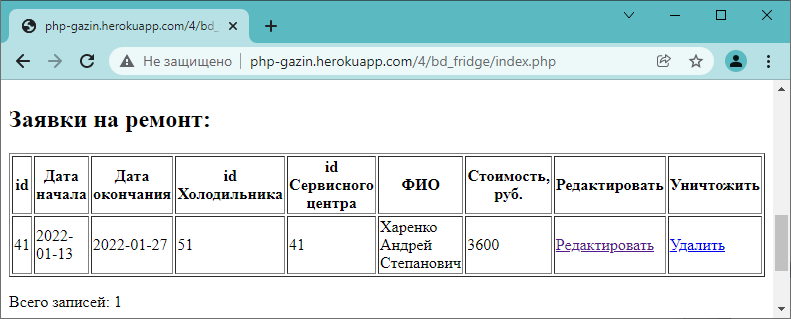 php-gazin.herokuapp.com/4/bd_
Не защищено
php-gazin.herokuapp.com/4/bd_fridge/index.php
Заявки на ремонт:
id
Дата
начала
Дата
окончания
id
Холодильника
id
Сервисного
центра
ФИО
Стоимость,
руб.
Редактировать
Уничтожить
41
2022-
01-13
2022-01-27
51
41
Харенко
Андрей
Степанович
3600
Редактировать
Удалить
Всего записей: 1